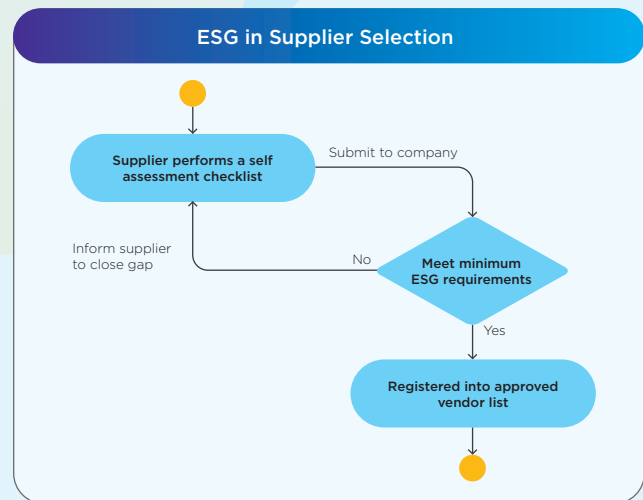 ESG in Supplier Selection
Supplier performs a self
assessment checklist
Submit to company
Inform supplier
to close gap
No
Meet minimum
ESG requirements
Yes
Registered into approved
vendor list